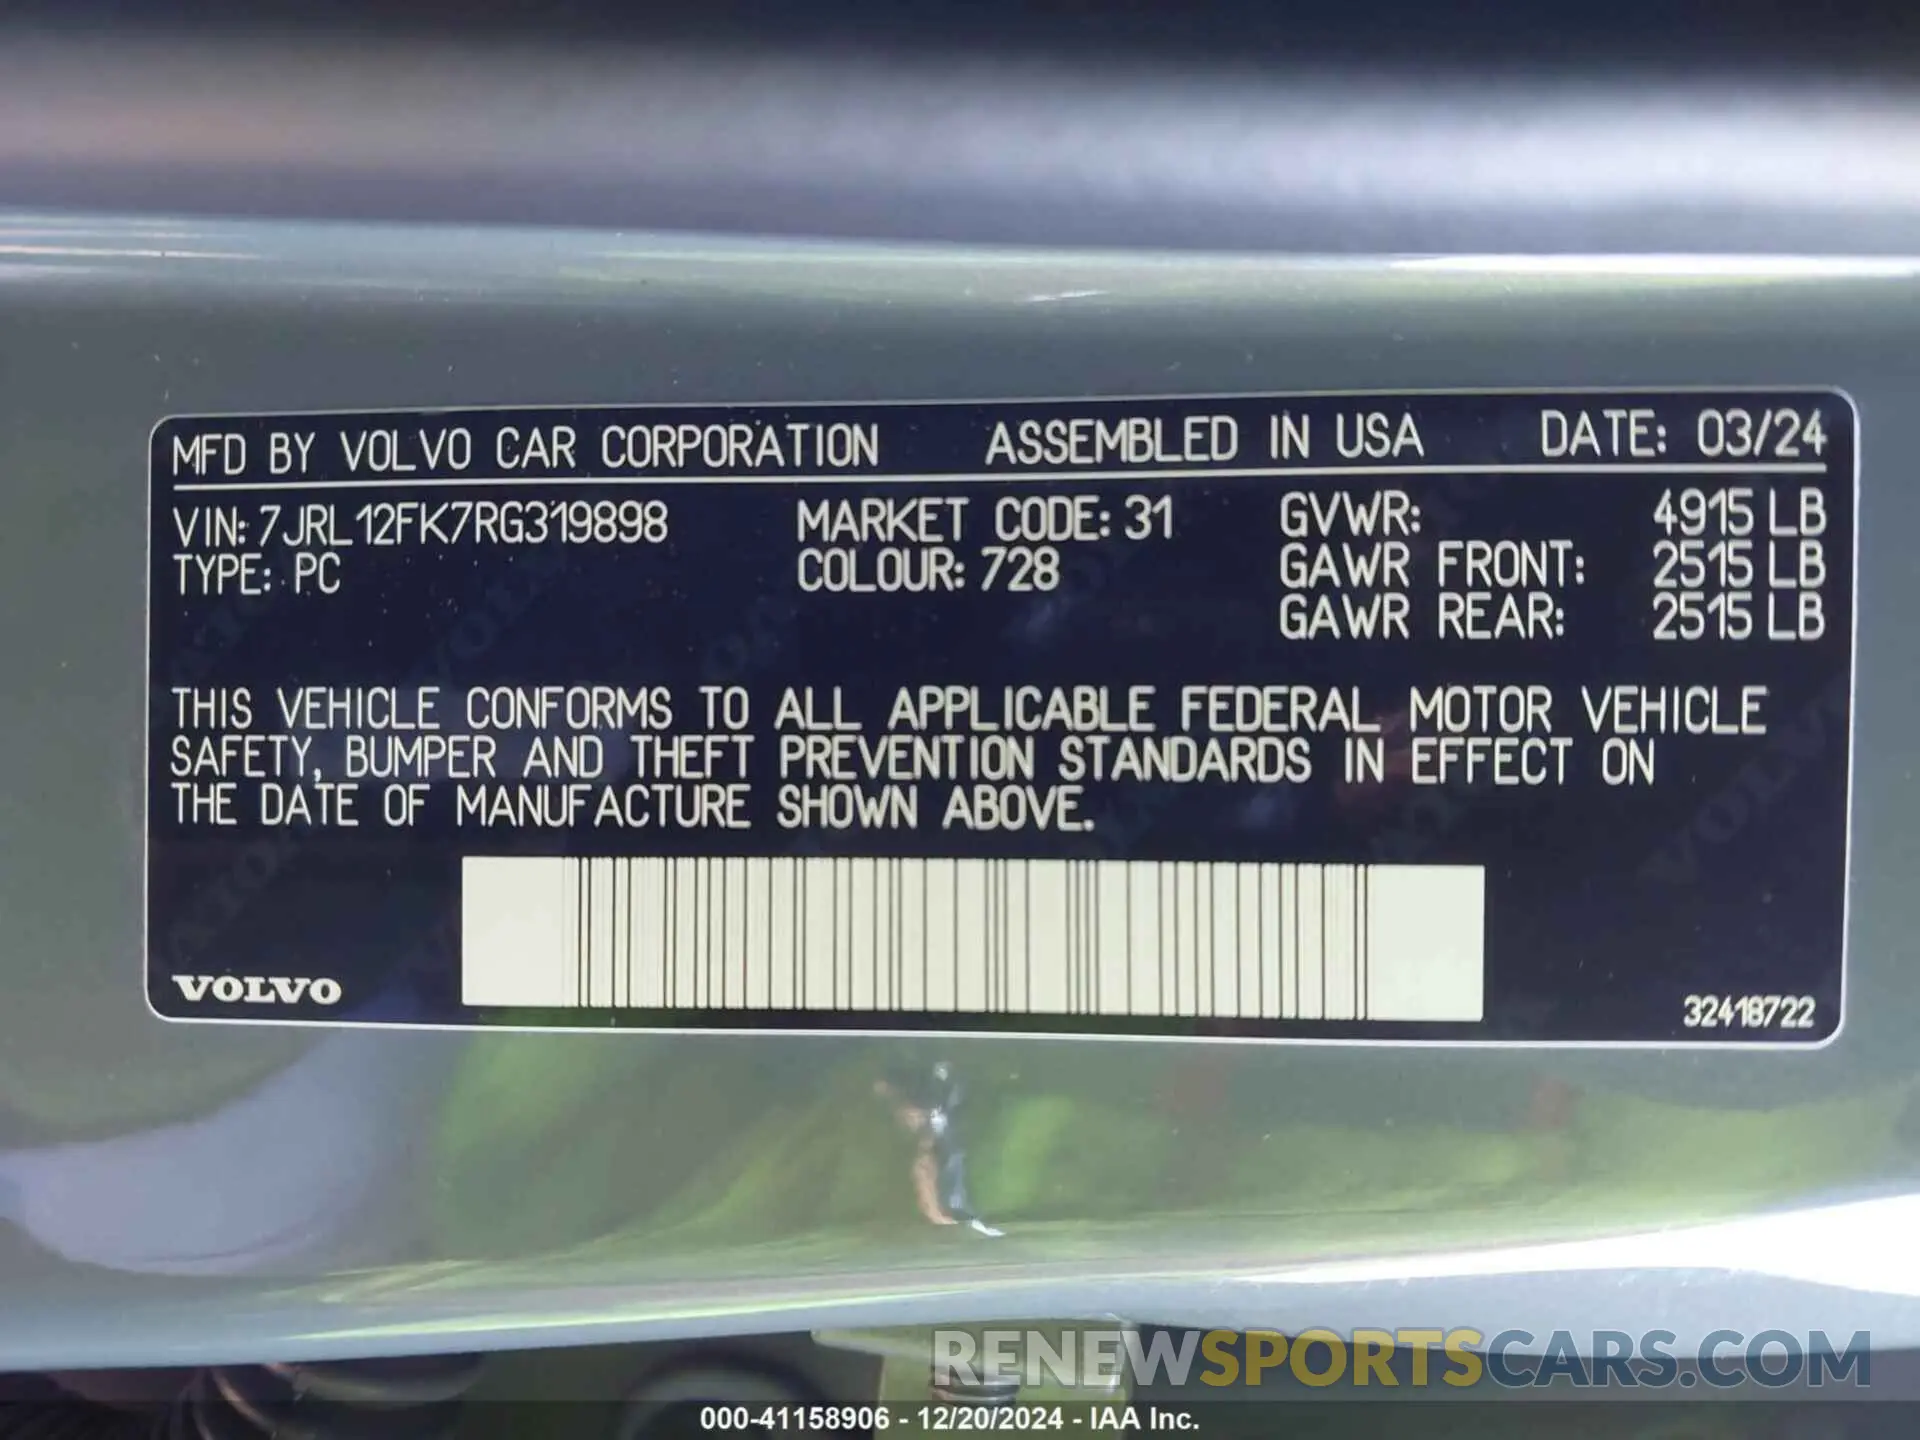 MFD BY VOLVO CAR CORPORATION ASSEMBLED IN USA DATE: 03/24
VIN: 7JRL12FK7RG319898 MARKET CODE: 31 GVWR: 4915 LB
TYPE: PC COLOUR: 728 GAWR FRONT: 2515 LB
GAWR REAR: 2515 LB
THIS VEHICLE CONFORMS TO ALL APPLICABLE FEDERAL MOTOR VEHICLE
SAFETY, BUMPER AND THEFT PREVENTION STANDARDS IN EFFECT ON
THE DATE OF MANUFACTURE SHOWN ABOVE.
VOLVO
32418722
RENEWSPORTSCARS.COM
000-41158906 - 12/20/2024 - IAA Inc.